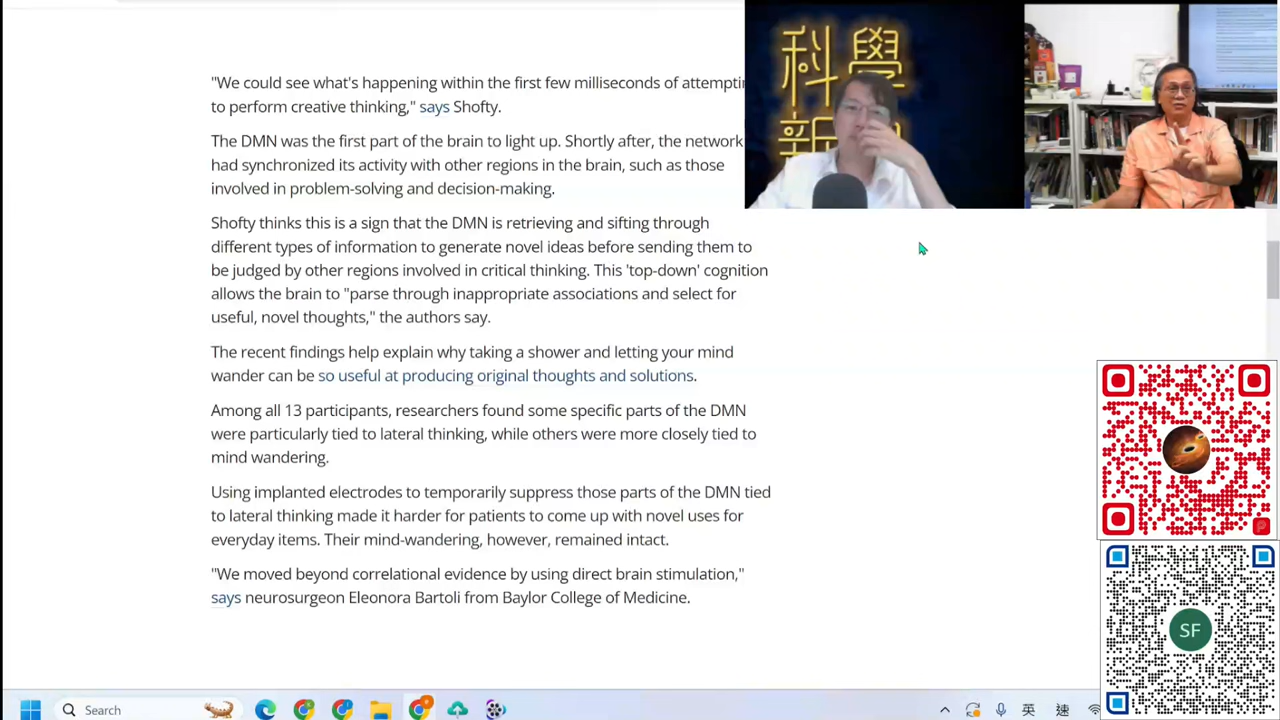 "We could see what's happening within the first few milliseconds of attemptin
to perform creative thinking," says Shofty.
The DMN was the first part of the brain to light up. Shortly after, the network
had synchronized its activity with other regions in the brain, such as those
involved in problem-solving and decision-making.
Shofty thinks this is a sign that the DMN is retrieving and sifting through
different types of information to generate novel ideas before sending them to
be judged by other regions involved in critical thinking. This 'top-down' cognition
allows the brain to "parse through inappropriate associations and select for
useful, novel thoughts," the authors say.
The recent findings help explain why taking a shower and letting your mind
wander can be so useful at producing original thoughts and solutions.
Among all 13 participants, researchers found some specific parts of the DMN
were particularly tied to lateral thinking, while others were more closely tied to
mind wandering.
Using implanted electrodes to temporarily suppress those parts of the DMN tied
to lateral thinking made it harder for patients to come up with novel uses for
everyday items. Their mind-wandering, however, remained intact.
"We moved beyond correlational evidence by using direct brain stimulation,"
says neurosurgeon Eleonora Bartoli from Baylor College of Medicine.
科學
新
SF
Search
英 速